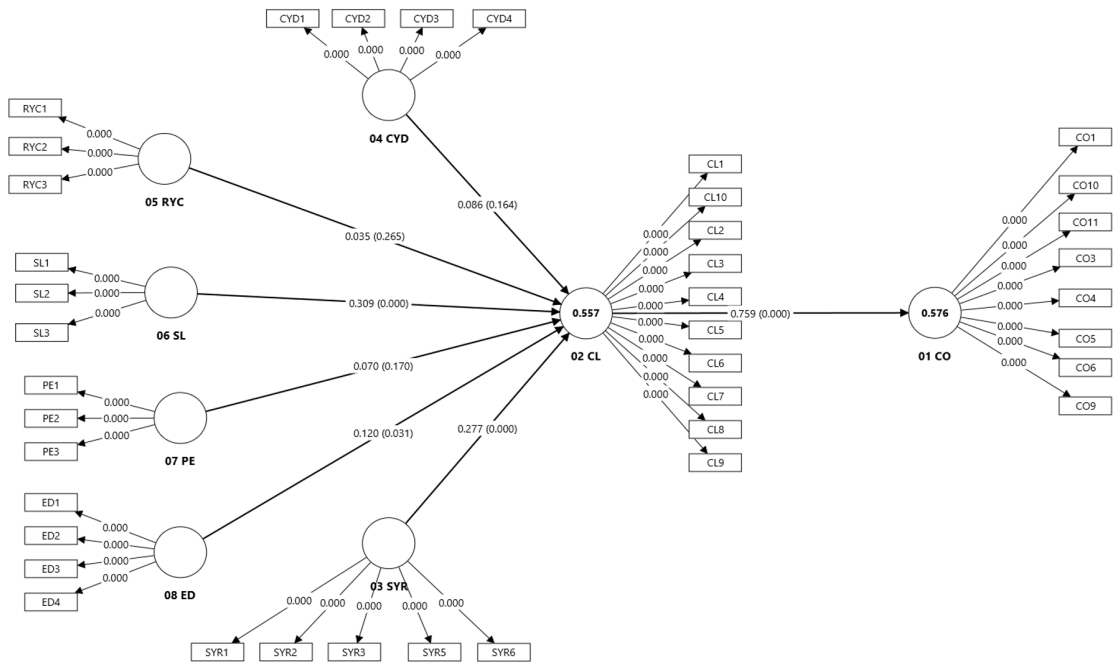 CYD1 CYD2 CYD3 CYD4
0.000 0.000 0.000 0.000
04 CYD
RYC1
RYC2
RYC3
0.000
0.000
0.000
05 RYC
SL1
SL2
SL3
0.000
0.000
0.000
06 SL
PE1
PE2
PE3
0.000
0.000
0.000
07 PE
ED1
ED2
ED3
ED4
0.000
0.000
0.000
0.000
08 ED
03 SYR
0.000 0.000 0.000 0.000 0.000
SYR1 SYR2 SYR3 SYR5 SYR6
0.086 (0.164)
0.035 (0.265)
0.309 (0.000)
0.070 (0.170)
0.120 (0.031)
0.277 (0.000)
0.557
02 CL
0.000
0.000
0.000
0.000
0.000
0.000
0.000
0.000
0.000
0.000
CL1
CL10
CL2
CL3
CL4
CL5
CL6
CL7
CL8
CL9
0.759 (0.000)
0.576
01 CO
0.000
0.000
0.000
0.000
0.000
0.000
0.000
0.000
CO1
CO10
CO11
CO3
CO4
CO5
CO6
CO9